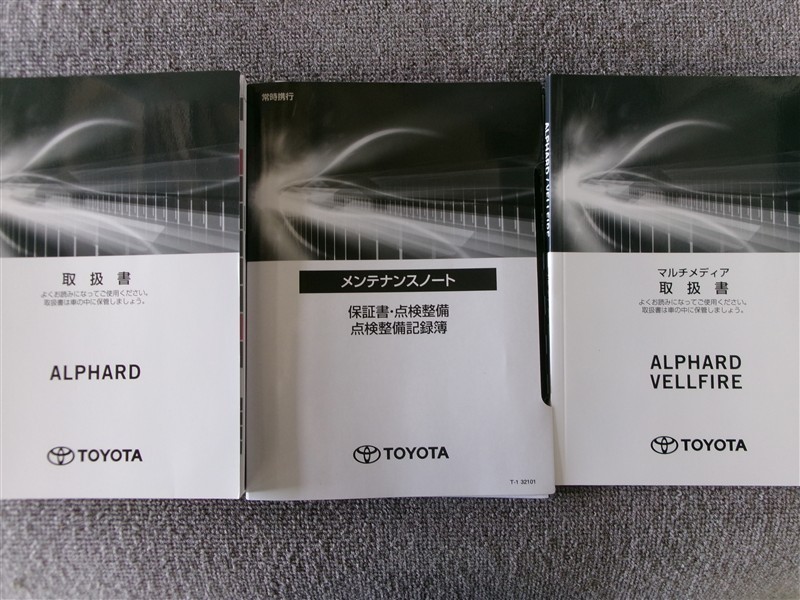 取扱書
よくお読みになってご使用ください。
取扱書は車の中に保管しましょう。
ALPHARD
TOYOTA
常時携行
メンテナンスノート
保証書・点検整備
点検整備記録簿
TOYOTA
T-1 32101
ALPHARD / VELLFIRE
マルチメディア
取扱書
よくお読みになってご使用ください。
取扱書は車の中に保管しましょう。
ALPHARD
VELLFIRE
TOYOTA